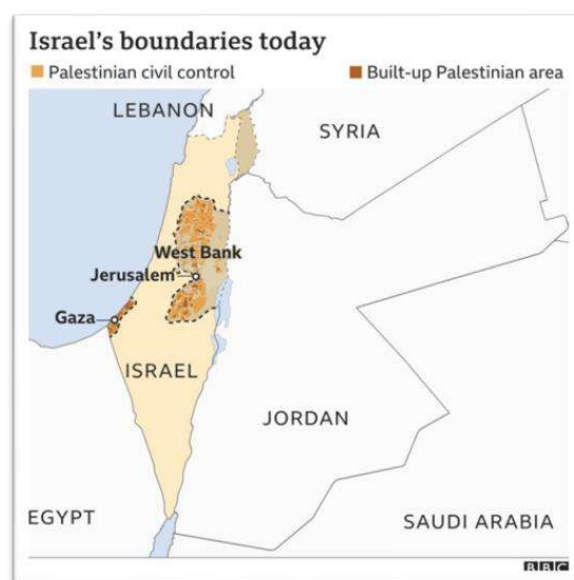 Israel's boundaries today
Palestinian civil control
Built-up Palestinian area
LEBANON
SYRIA
West Bank
Jerusalem
Gaza
ISRAEL
JORDAN
EGYPT
SAUDI ARABIA
BBC